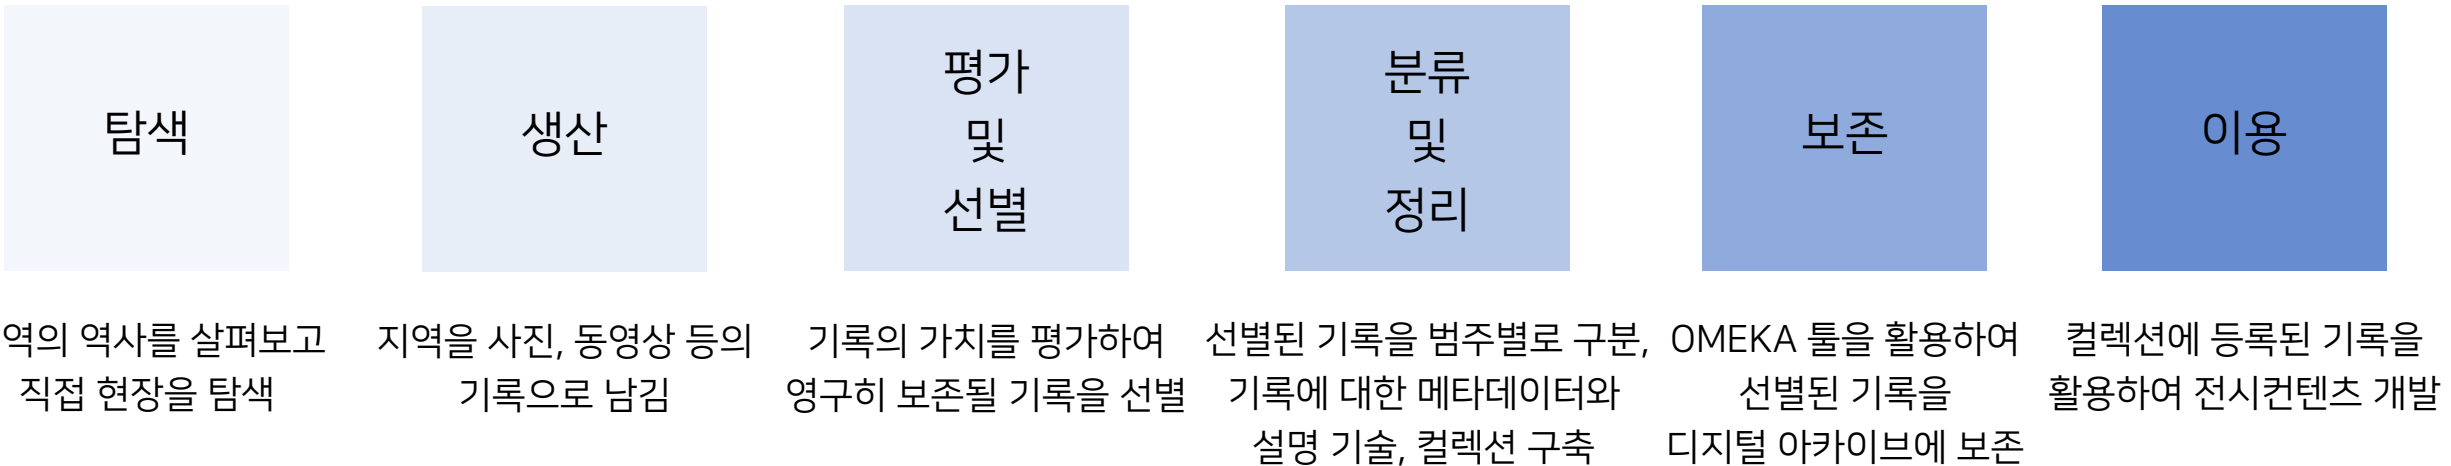 탐색
역의 역사를 살펴보고
직접 현장을 탐색
생산
지역을 사진, 동영상 등의
기록으로 남김
평가
및
선별
기록의 가치를 평가하여
영구히 보존될 기록을 선별
분류
및
정리
선별된 기록을 범주별로 구분,
기록에 대한 메타데이터와
설명 기술, 컬렉션 구축
보존
OMEKA 툴을 활용하여
선별된 기록을
디지털 아카이브에 보존
이용
컬렉션에 등록된 기록을
활용하여 전시컨텐츠 개발